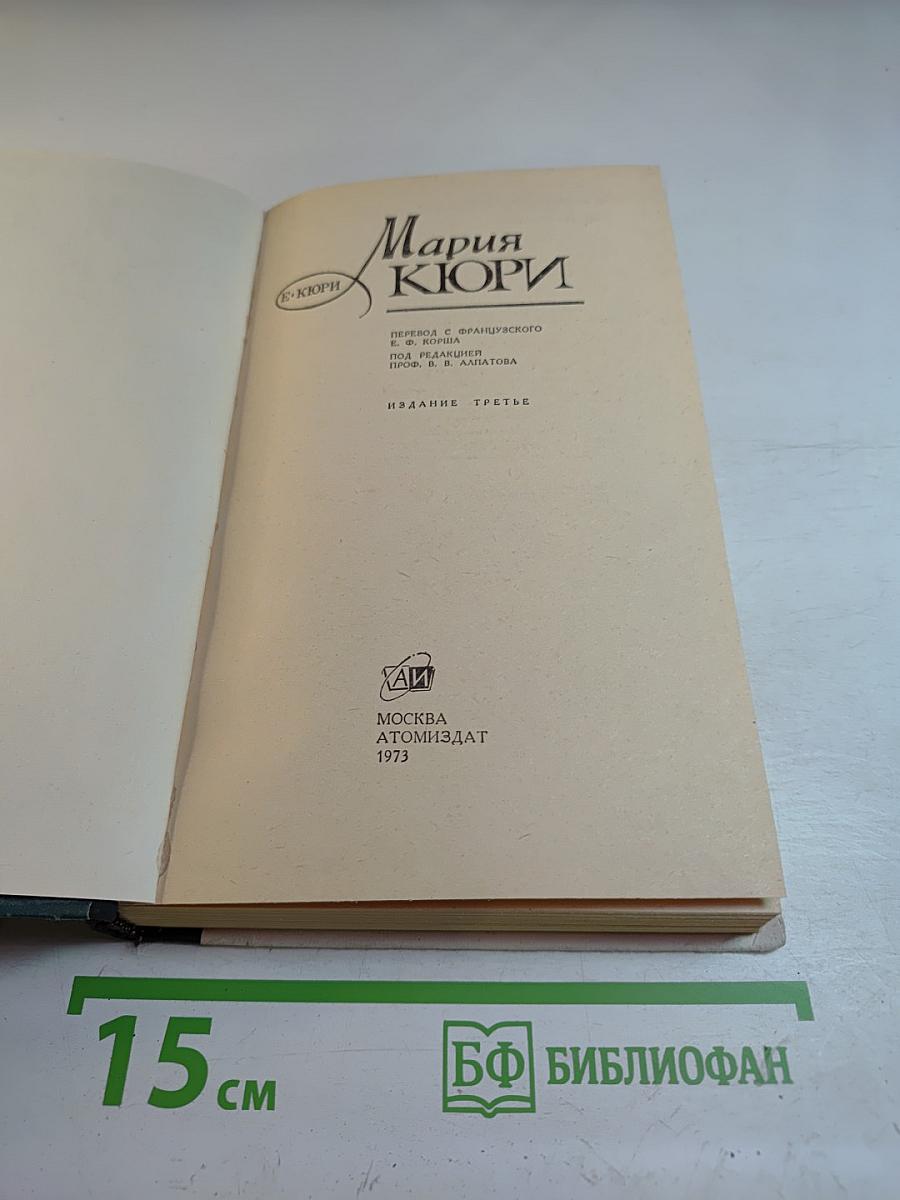 Мария
Е. КЮРИ
КЮРИ
ПЕРЕВОД С ФРАНЦУЗСКОГО
Е. Ф. КОРША
ПОД РЕДАКЦИЕЙ
ПРОФ. В. В. АЛПАТОВА
ИЗДАНИЕ ТРЕТЬЕ
АИ
МОСКВА
АТОМИЗДАТ
1973
15 см
БФ БИБЛИОФАН